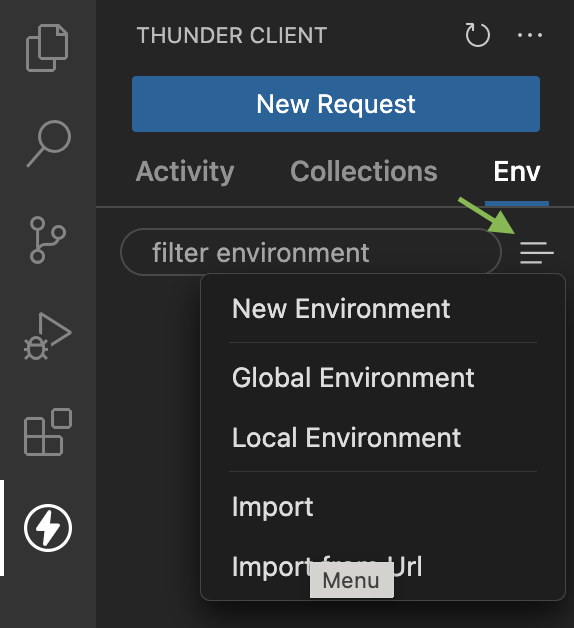 THUNDER CLIENT
New Request
Activity Collections Env
filter environment
New Environment
Global Environment
Local Environment
Import
Import from Url
Menu